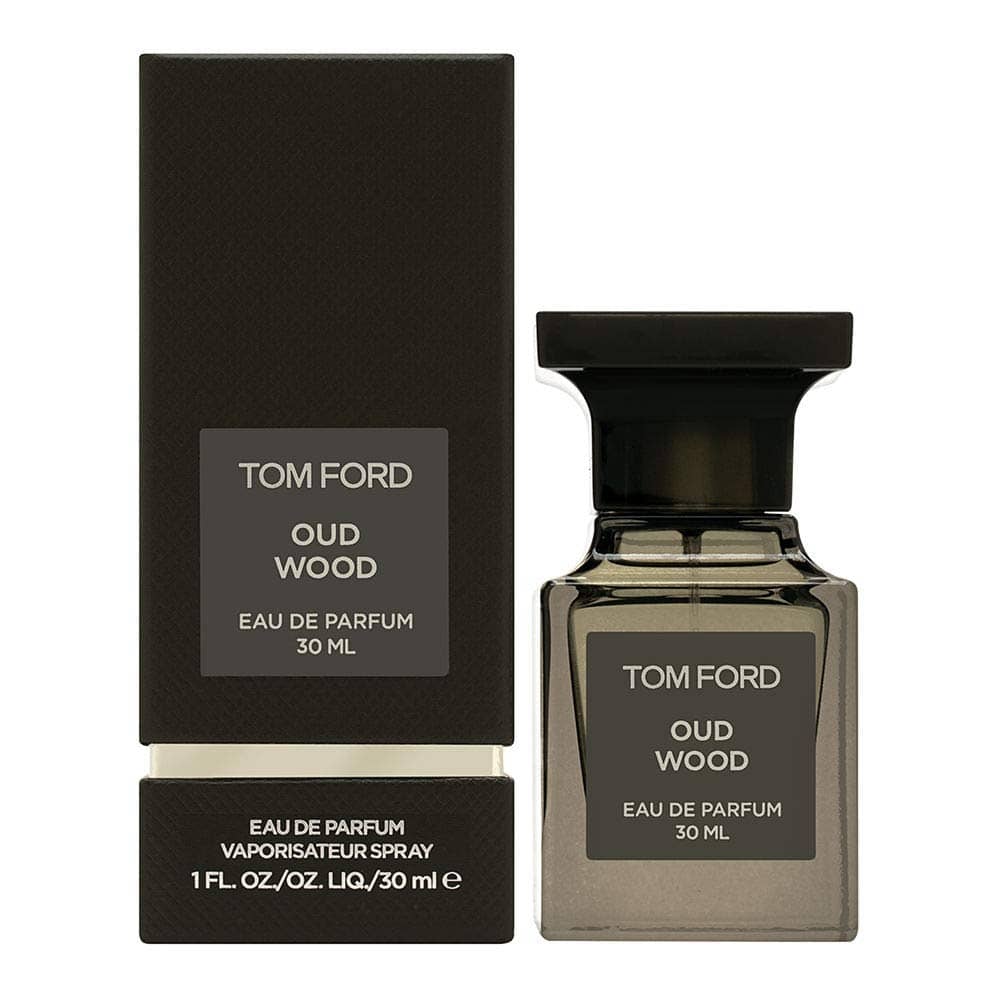 TOM FORD
OUD
WOOD
EAU DE PARFUM
30 ML
EAU DE PARFUM
VAPORISATEUR SPRAY
1 FL. OZ./OZ. LIQ./30 ml ℮
TOM FORD
OUD
WOOD
EAU DE PARFUM
30 ML